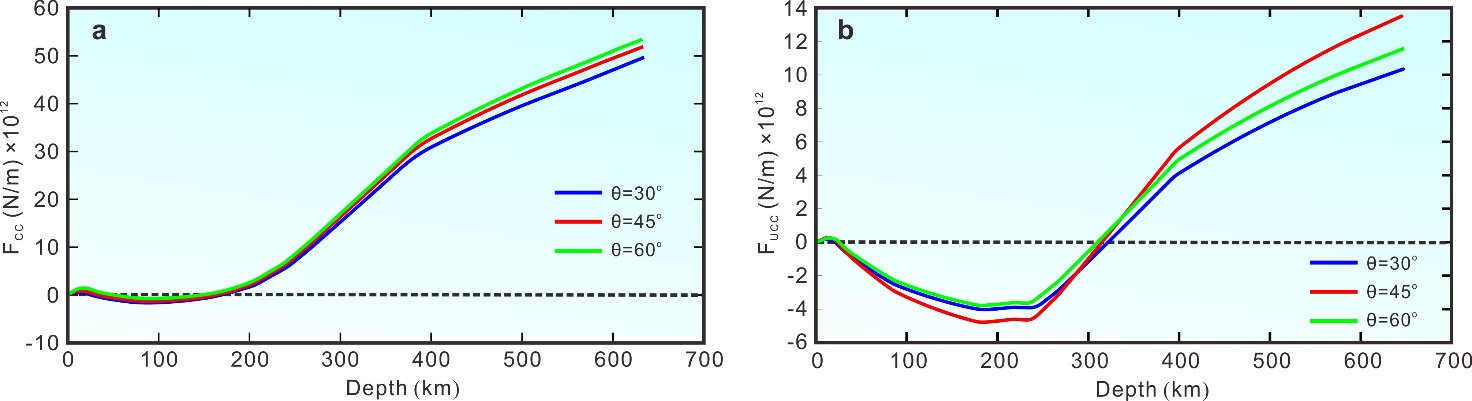 a
60
50
40
30
20
10
0
-10
F_CC (N/m) ×10^12
0 100 200 300 400 500 600 700
Depth (km)
θ=30°
θ=45°
θ=60°
b
14
12
10
8
6
4
2
0
-2
-4
-6
F_UCC (N/m) ×10^12
0 100 200 300 400 500 600 700
Depth (km)
θ=30°
θ=45°
θ=60°